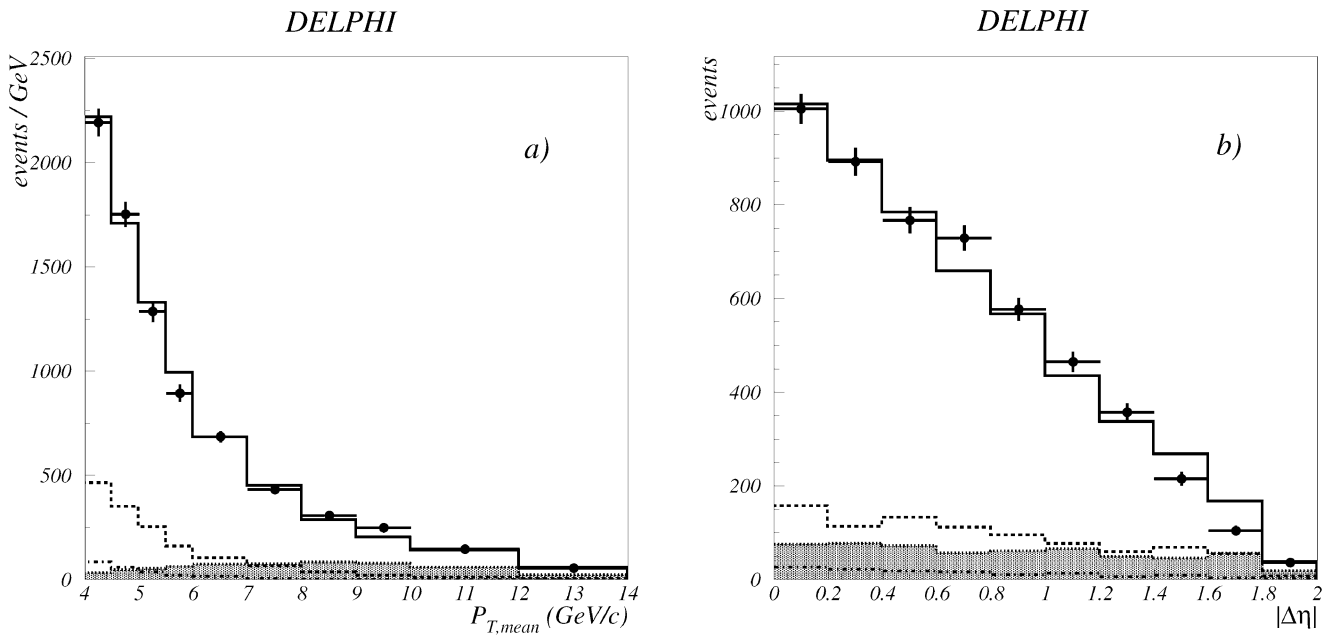 DELPHI
events / GeV
2500
2000
1500
1000
500
0
a)
4 5 6 7 8 9 10 11 12 13 14
P_T,mean (GeV/c)
DELPHI
events
1000
800
600
400
200
0
b)
0 0.2 0.4 0.6 0.8 1 1.2 1.4 1.6 1.8 2
|Δη|